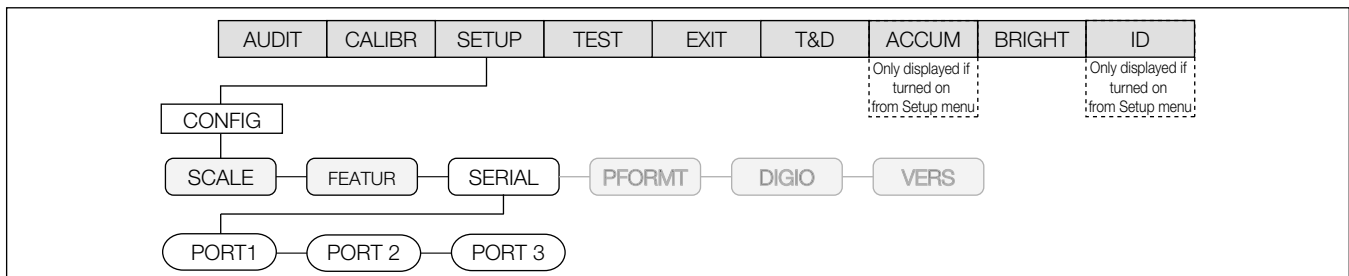 AUDIT CALIBR SETUP TEST EXIT T&D ACCUM BRIGHT ID
Only displayed if
turned on
from Setup menu
Only displayed if
turned on
from Setup menu
CONFIG
SCALE FEATUR SERIAL PFORMT DIGIO VERS
PORT1 PORT 2 PORT 3